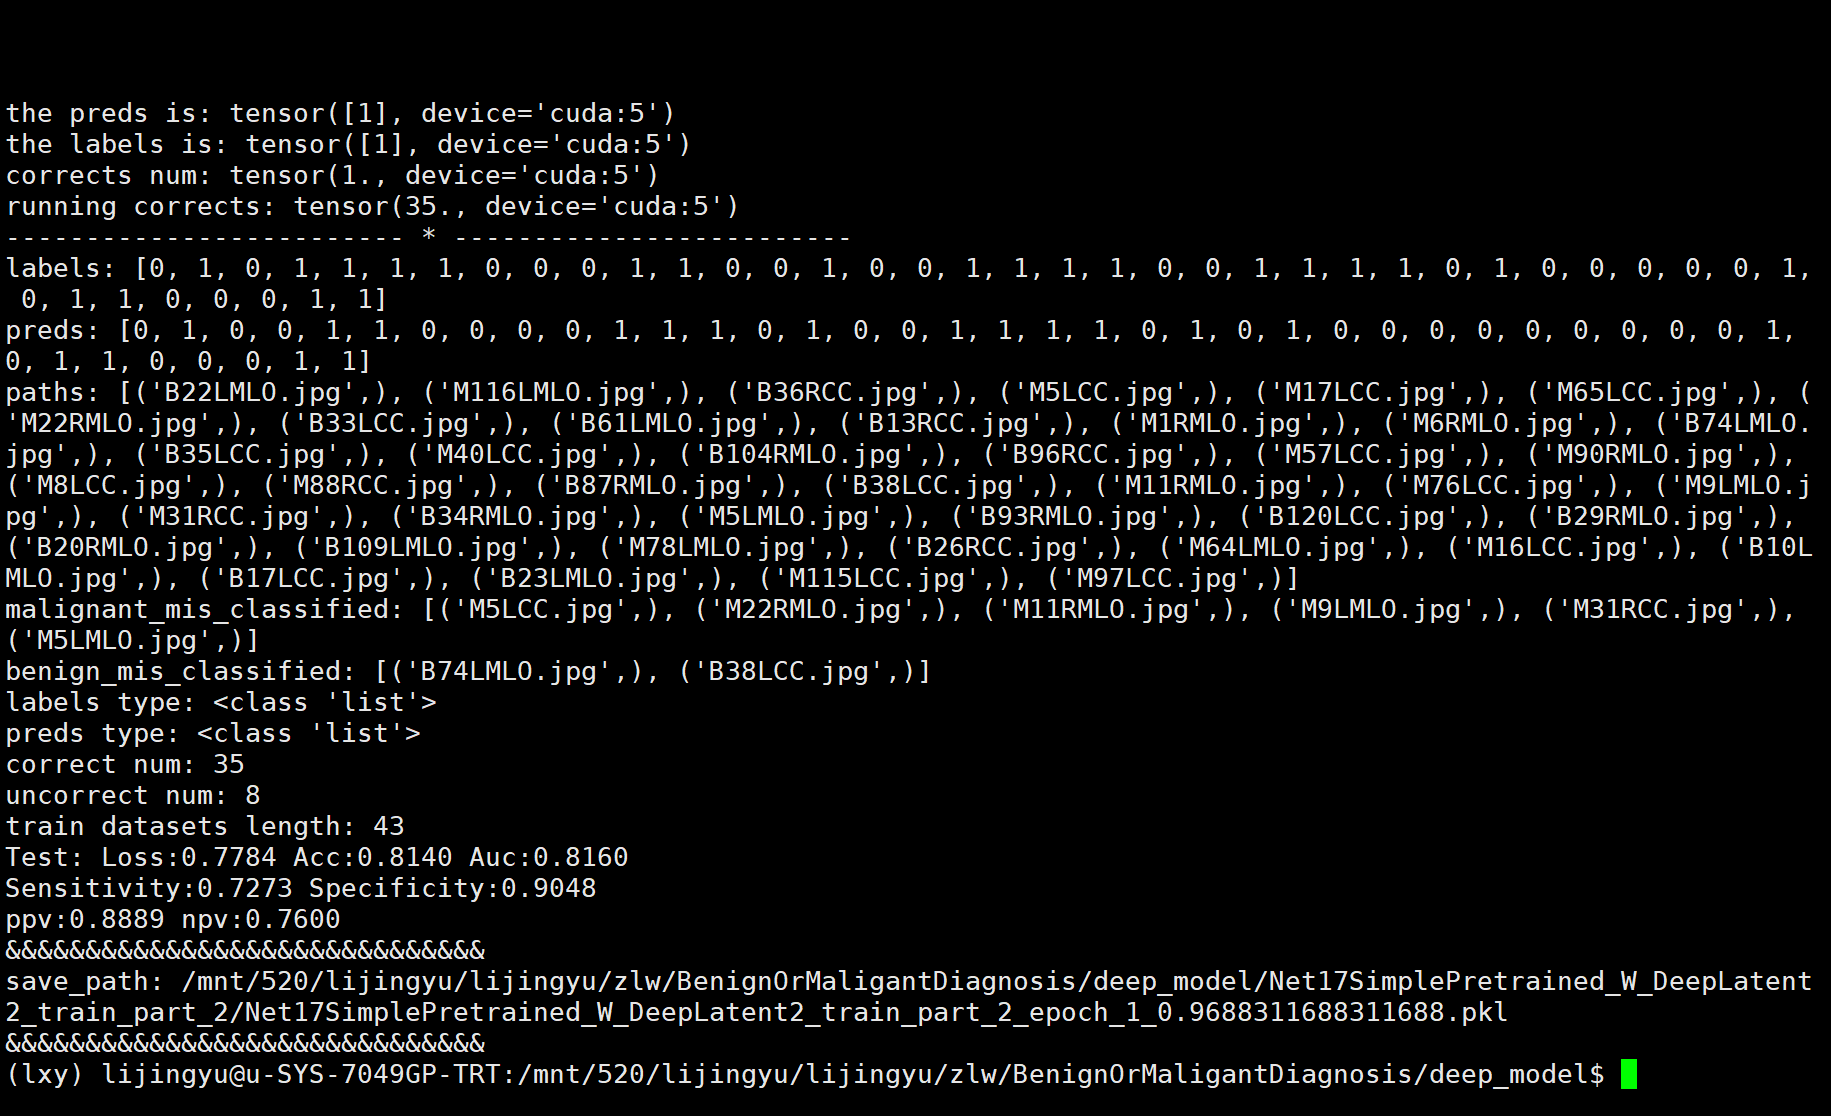 the preds is: tensor([1], device='cuda:5')
the labels is: tensor([1], device='cuda:5')
corrects num: tensor(1., device='cuda:5')
running corrects: tensor(35., device='cuda:5')
------------------------- * -------------------------
labels: [0, 1, 0, 1, 1, 1, 1, 0, 0, 0, 1, 1, 0, 0, 1, 0, 0, 1, 1, 1, 1, 0, 0, 1, 1, 1, 1, 0, 1, 0, 0, 0, 0, 0, 1,
 0, 1, 1, 0, 0, 0, 1, 1]
preds: [0, 1, 0, 0, 1, 1, 0, 0, 0, 0, 1, 1, 1, 0, 1, 0, 0, 1, 1, 1, 1, 0, 1, 0, 1, 0, 0, 0, 0, 0, 0, 0, 0, 0, 1,
0, 1, 1, 0, 0, 0, 1, 1]
paths: [('B22LMLO.jpg',), ('M116LMLO.jpg',), ('B36RCC.jpg',), ('M5LCC.jpg',), ('M17LCC.jpg',), ('M65LCC.jpg',), (
'M22RMLO.jpg',), ('B33LCC.jpg',), ('B61LMLO.jpg',), ('B13RCC.jpg',), ('M1RMLO.jpg',), ('M6RMLO.jpg',), ('B74LMLO.
jpg',), ('B35LCC.jpg',), ('M40LCC.jpg',), ('B104RMLO.jpg',), ('B96RCC.jpg',), ('M57LCC.jpg',), ('M90RMLO.jpg',),
('M8LCC.jpg',), ('M88RCC.jpg',), ('B87RMLO.jpg',), ('B38LCC.jpg',), ('M11RMLO.jpg',), ('M76LCC.jpg',), ('M9LMLO.j
pg',), ('M31RCC.jpg',), ('B34RMLO.jpg',), ('M5LMLO.jpg',), ('B93RMLO.jpg',), ('B120LCC.jpg',), ('B29RMLO.jpg',),
('B20RMLO.jpg',), ('B109LMLO.jpg',), ('M78LMLO.jpg',), ('B26RCC.jpg',), ('M64LMLO.jpg',), ('M16LCC.jpg',), ('B10L
MLO.jpg',), ('B17LCC.jpg',), ('B23LMLO.jpg',), ('M115LCC.jpg',), ('M97LCC.jpg',)]
malignant_mis_classified: [('M5LCC.jpg',), ('M22RMLO.jpg',), ('M11RMLO.jpg',), ('M9LMLO.jpg',), ('M31RCC.jpg',),
('M5LMLO.jpg',)]
benign_mis_classified: [('B74LMLO.jpg',), ('B38LCC.jpg',)]
labels type: <class 'list'>
preds type: <class 'list'>
correct num: 35
uncorrect num: 8
train datasets length: 43
Test: Loss:0.7784 Acc:0.8140 Auc:0.8160
Sensitivity:0.7273 Specificity:0.9048
ppv:0.8889 npv:0.7600
&&&&&&&&&&&&&&&&&&&&&&&&&&&&&&
save_path: /mnt/520/lijingyu/lijingyu/zlw/BenignOrMaligantDiagnosis/deep_model/Net17SimplePretrained_W_DeepLatent
2_train_part_2/Net17SimplePretrained_W_DeepLatent2_train_part_2_epoch_1_0.9688311688311688.pkl
&&&&&&&&&&&&&&&&&&&&&&&&&&&&&&
(lxy) lijingyu@u-SYS-7049GP-TRT:/mnt/520/lijingyu/lijingyu/zlw/BenignOrMaligantDiagnosis/deep_model$